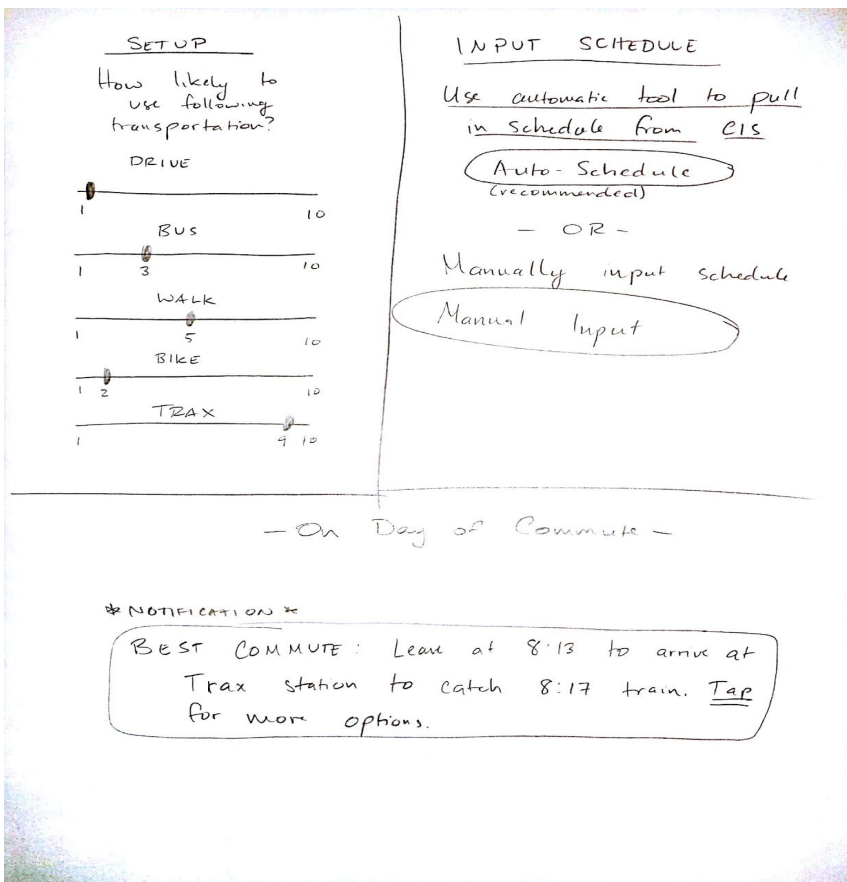 SETUP
How likely to
use following
transportation?
DRIVE
1 10
BUS
1 3 10
WALK
1 5 10
BIKE
1 2 10
TRAX
1 9 10
INPUT SCHEDULE
Use automatic tool to pull
in schedule from CIS
Auto-Schedule
(recommended)
- OR -
Manually input schedule
Manual Input
- On Day of Commute -
* NOTIFICATION *
BEST COMMUTE: Leave at 8:13 to arrive at
Trax station to catch 8:17 train. Tap
for more options.